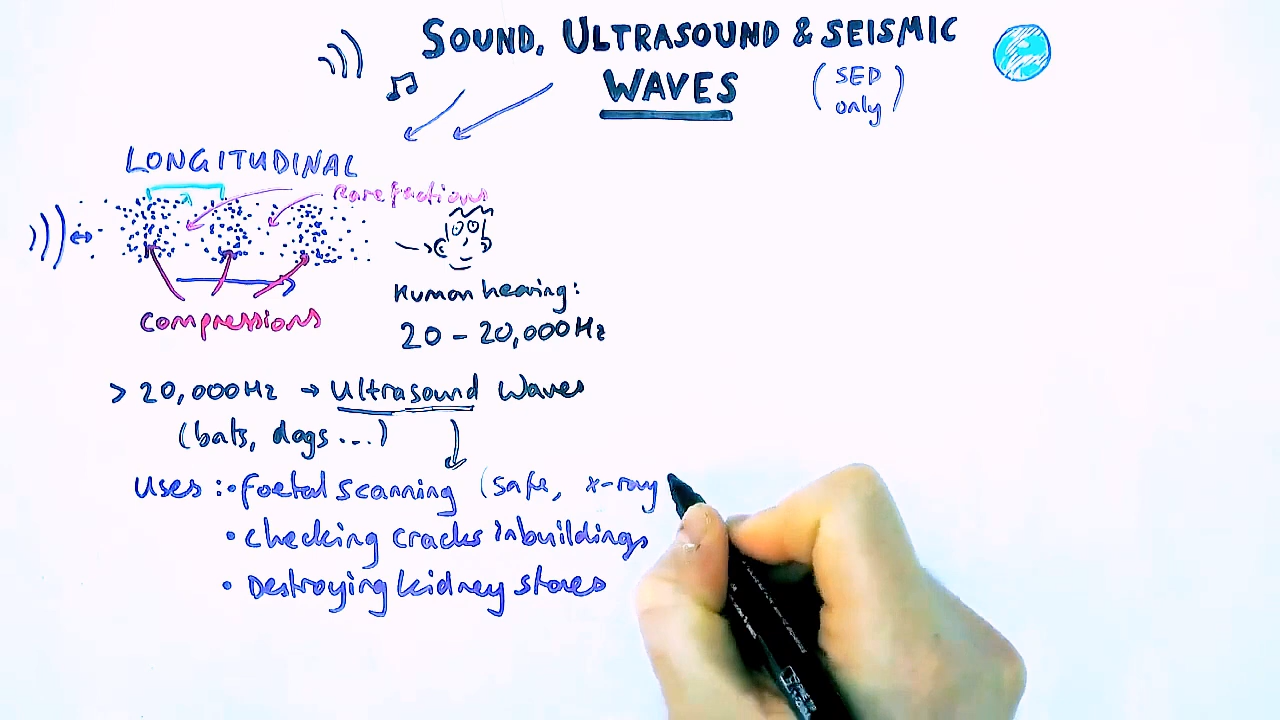 SOUND, ULTRASOUND & SEISMIC
WAVES
(SEP
only)
LONGITUDINAL
Rarefactions
Compressions
Human hearing:
20 - 20,000Hz
> 20,000Hz → Ultrasound Waves
(bats, dogs ...)
Uses: • Foetal scanning (safe, x-ray
• Checking cracks in buildings
• Destroying kidney stones